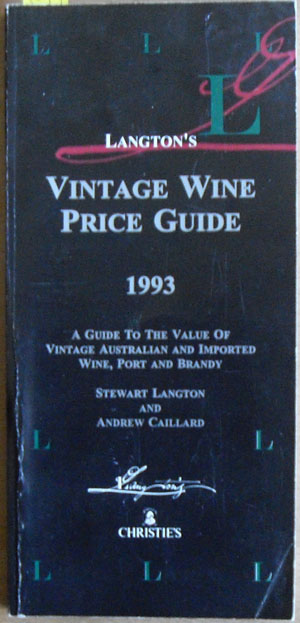 L L L
L
LANGTON'S
VINTAGE WINE
PRICE GUIDE
1993
A GUIDE TO THE VALUE OF
VINTAGE AUSTRALIAN AND IMPORTED
WINE, PORT AND BRANDY
STEWART LANGTON
AND
ANDREW CAILLARD
L L
Langton's
CHRISTIE'S
L L L L